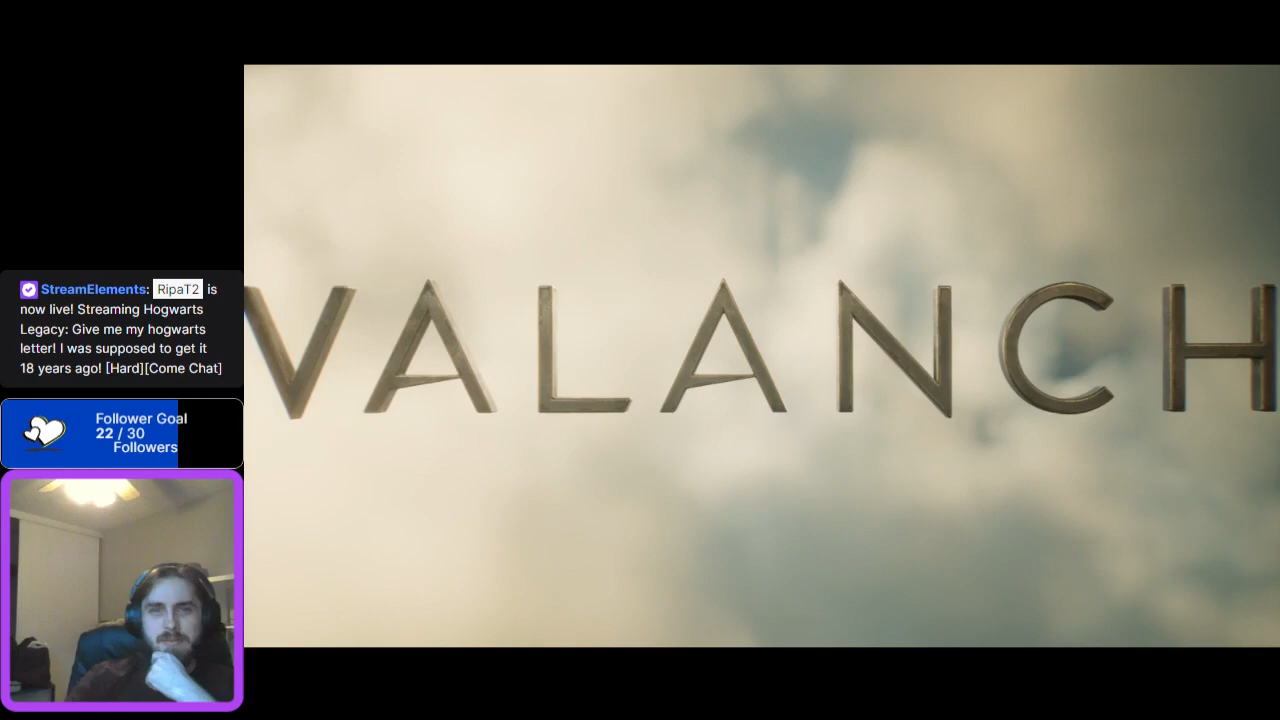 StreamElements: RipaT2 is
now live! Streaming Hogwarts
Legacy: Give me my hogwarts
letter! I was supposed to get it
18 years ago! [Hard][Come Chat]
Follower Goal
22 / 30
Followers
VALANCH